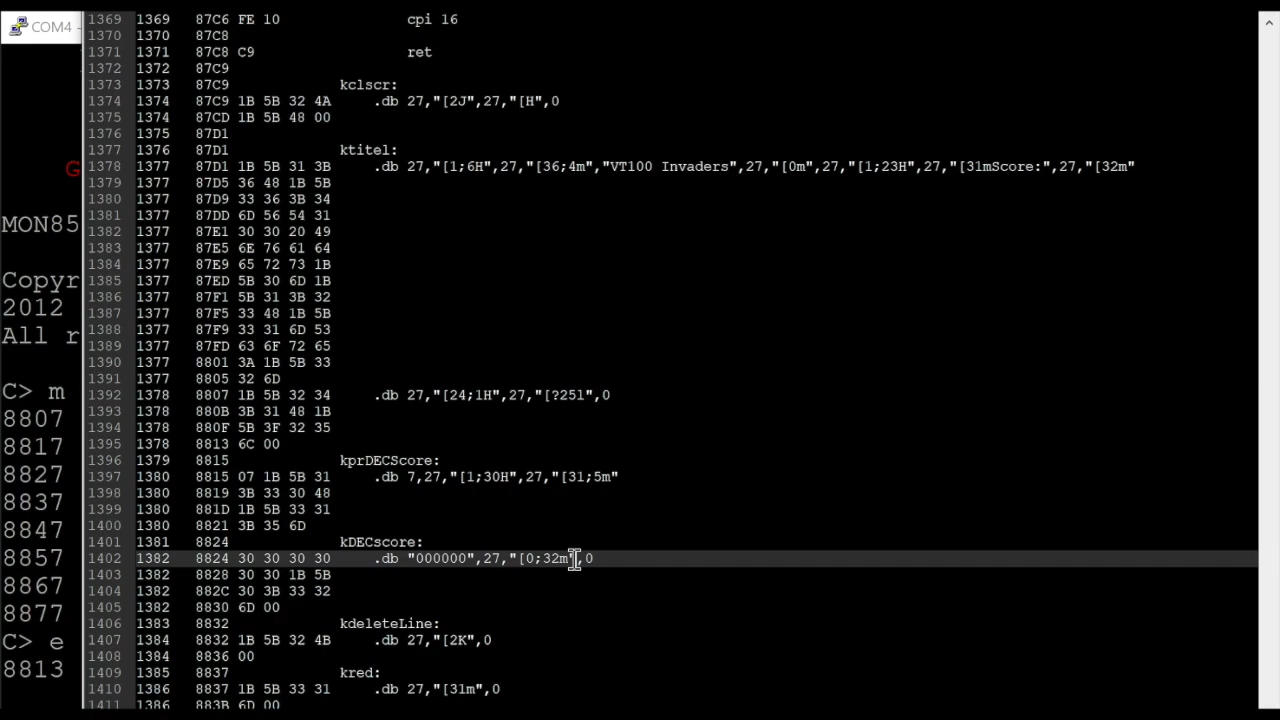 COM4 -
G
MON85
Copyr
2012
All r
C> m
8807
8817
8827
8837
8847
8857
8867
8877
C> e
8813
1369 1369 87C6 FE 10 cpi 16
1370 1370 87C8
1371 1371 87C8 C9 ret
1372 1372 87C9
1373 1373 87C9 kclscr:
1374 1374 87C9 1B 5B 32 4A .db 27,"[2J",27,"[H",0
1375 1374 87CD 1B 5B 48 00
1376 1375 87D1
1377 1376 87D1 ktitel:
1378 1377 87D1 1B 5B 31 3B .db 27,"[1;6H",27,"[36;4m","VT100 Invaders",27,"[0m",27,"[1;23H",27,"[31mScore:",27,"[32m"
1379 1377 87D5 36 48 1B 5B
1380 1377 87D9 33 36 3B 34
1381 1377 87DD 6D 56 54 31
1382 1377 87E1 30 30 20 49
1383 1377 87E5 6E 76 61 64
1384 1377 87E9 65 72 73 1B
1385 1377 87ED 5B 30 6D 1B
1386 1377 87F1 5B 31 3B 32
1387 1377 87F5 33 48 1B 5B
1388 1377 87F9 33 31 6D 53
1389 1377 87FD 63 6F 72 65
1390 1377 8801 3A 1B 5B 33
1391 1377 8805 32 6D
1392 1378 8807 1B 5B 32 34 .db 27,"[24;1H",27,"[?25l",0
1393 1378 880B 3B 31 48 1B
1394 1378 880F 5B 3F 32 35
1395 1378 8813 6C 00
1396 1379 8815 kprDECScore:
1397 1380 8815 07 1B 5B 31 .db 7,27,"[1;30H",27,"[31;5m"
1398 1380 8819 3B 33 30 48
1399 1380 881D 1B 5B 33 31
1400 1380 8821 3B 35 6D
1401 1381 8824 kDECscore:
1402 1382 8824 30 30 30 30 .db "000000",27,"[0;32m",0
1403 1382 8828 30 30 1B 5B
1404 1382 882C 30 3B 33 32
1405 1382 8830 6D 00
1406 1383 8832 kdeleteLine:
1407 1384 8832 1B 5B 32 4B .db 27,"[2K",0
1408 1384 8836 00
1409 1385 8837 kred:
1410 1386 8837 1B 5B 33 31 .db 27,"[31m",0
1411 1386 883B 6D 00